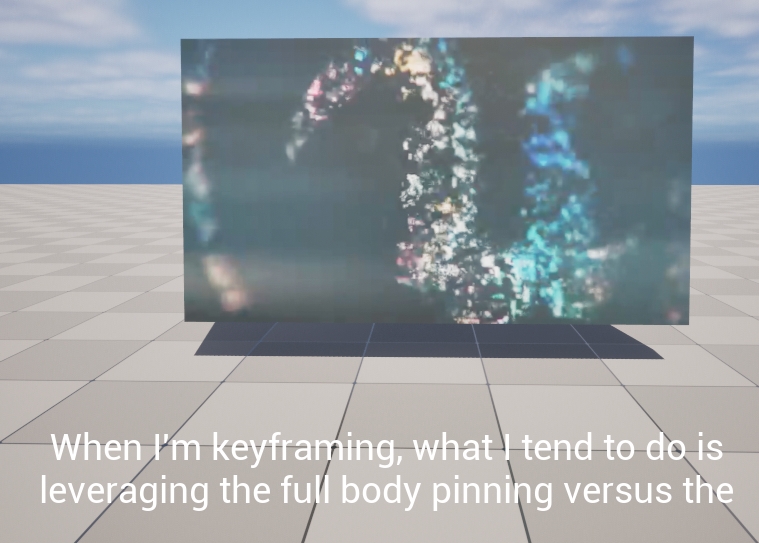 When I'm keyframing, what I tend to do is
leveraging the full body pinning versus the